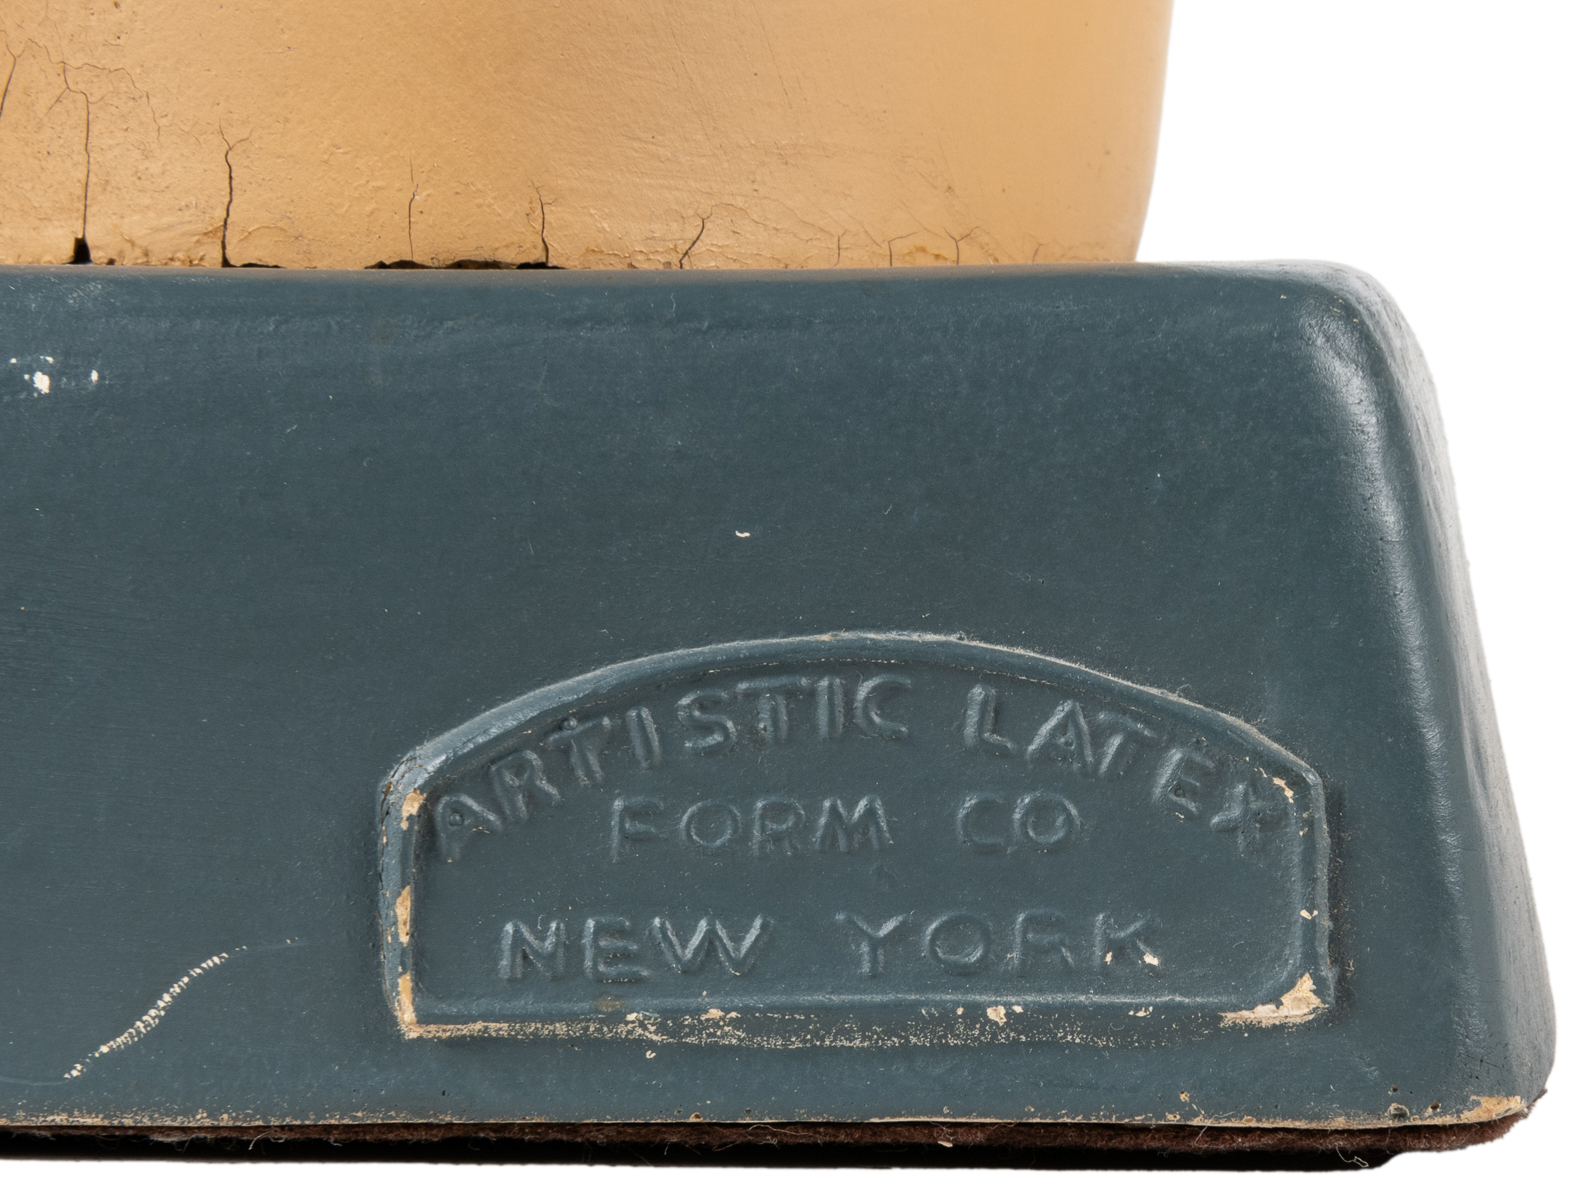 ARTISTIC LATEX
FORM CO
NEW YORK